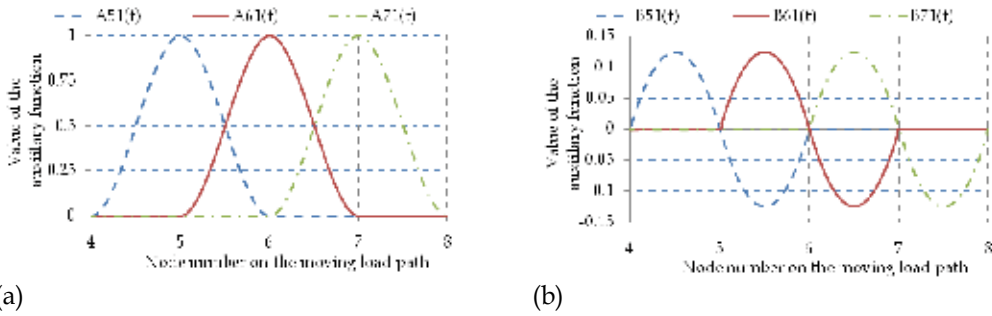 A51(t) A61(t) A71(t)
Value of the
auxiliary function
1
0.75
0.5
0.25
0
4 5 6 7 8
Node number on the moving load path
(a)
B51(t) B61(t) B71(t)
Value of the
auxiliary function
0.15
0.1
0.05
0
-0.05
-0.1
-0.15
4 5 6 7 8
Node number on the moving load path
(b)